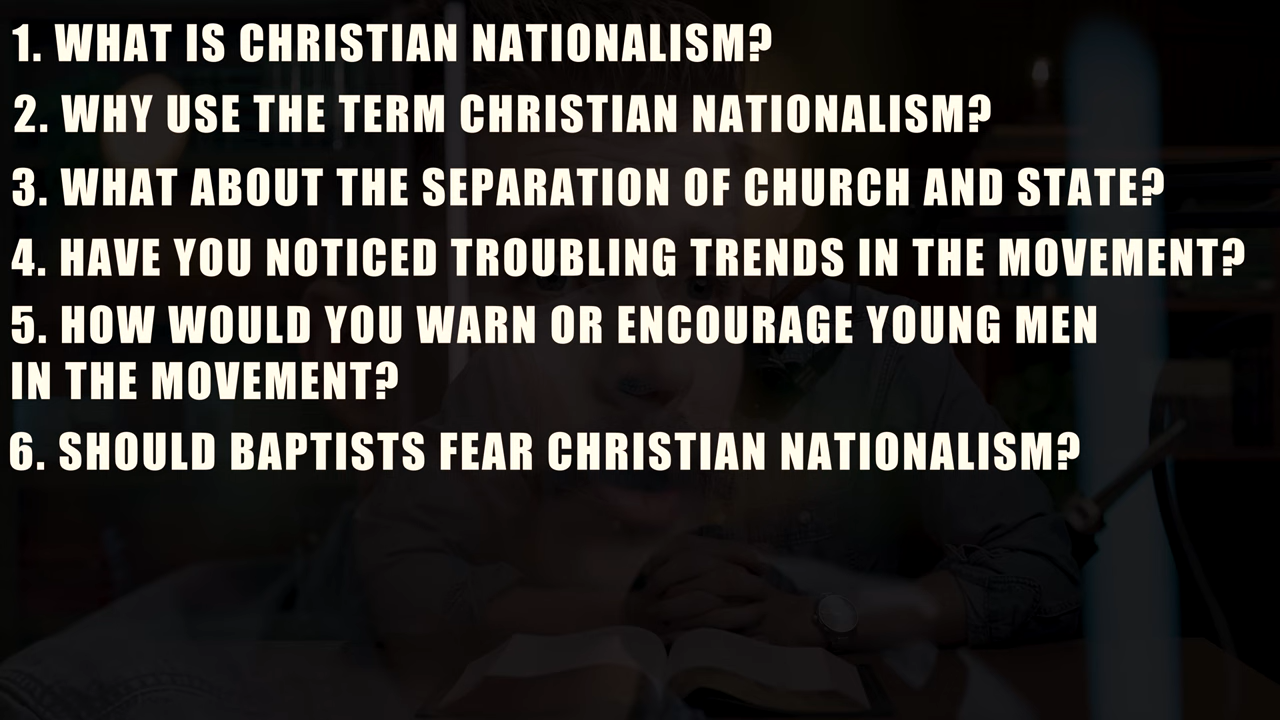 1. WHAT IS CHRISTIAN NATIONALISM?
2. WHY USE THE TERM CHRISTIAN NATIONALISM?
3. WHAT ABOUT THE SEPARATION OF CHURCH AND STATE?
4. HAVE YOU NOTICED TROUBLING TRENDS IN THE MOVEMENT?
5. HOW WOULD YOU WARN OR ENCOURAGE YOUNG MEN
IN THE MOVEMENT?
6. SHOULD BAPTISTS FEAR CHRISTIAN NATIONALISM?